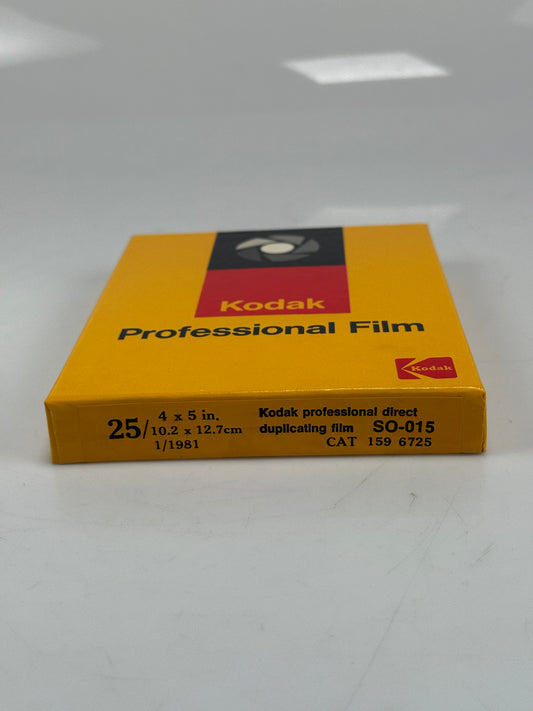 Kodak
Professional Film
Kodak
25/ 4 x 5 in.
10.2 x 12.7cm
1/1981
Kodak professional direct
duplicating film SO-015
CAT 159 6725